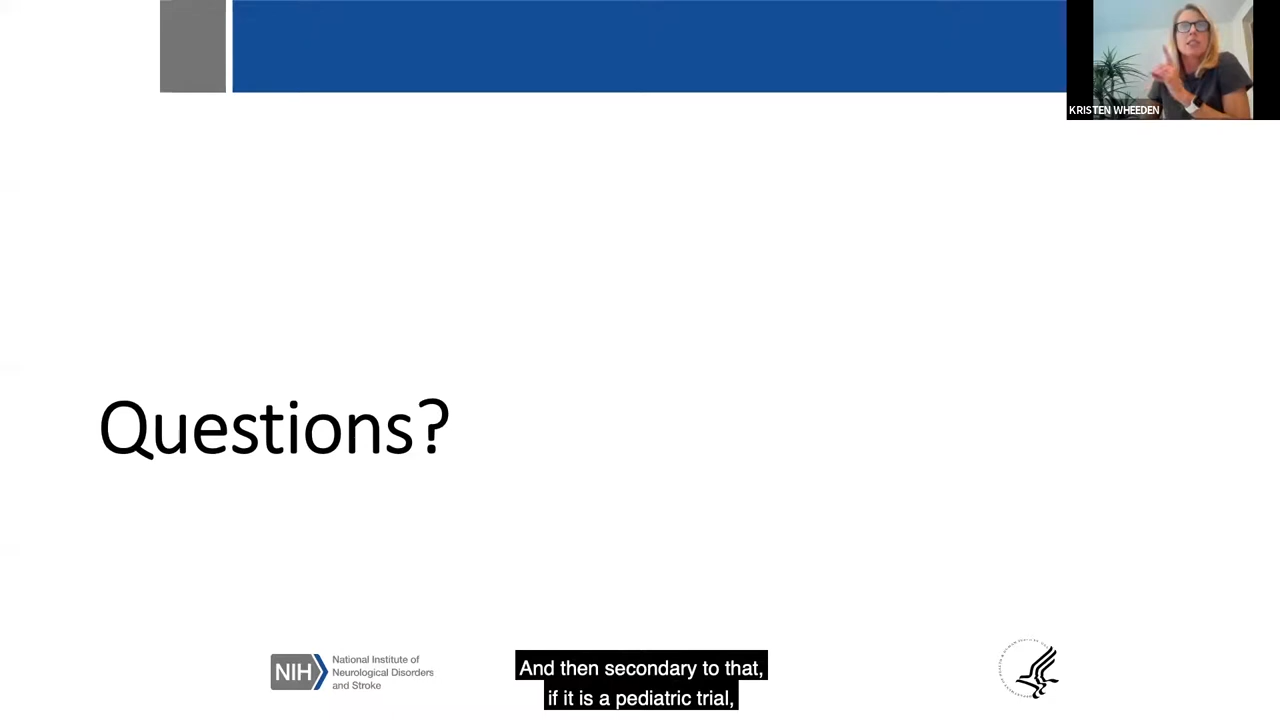 KRISTEN WHEEDEN
Questions?
NIH
National Institute of
Neurological Disorders
and Stroke
And then secondary to that,
if it is a pediatric trial,